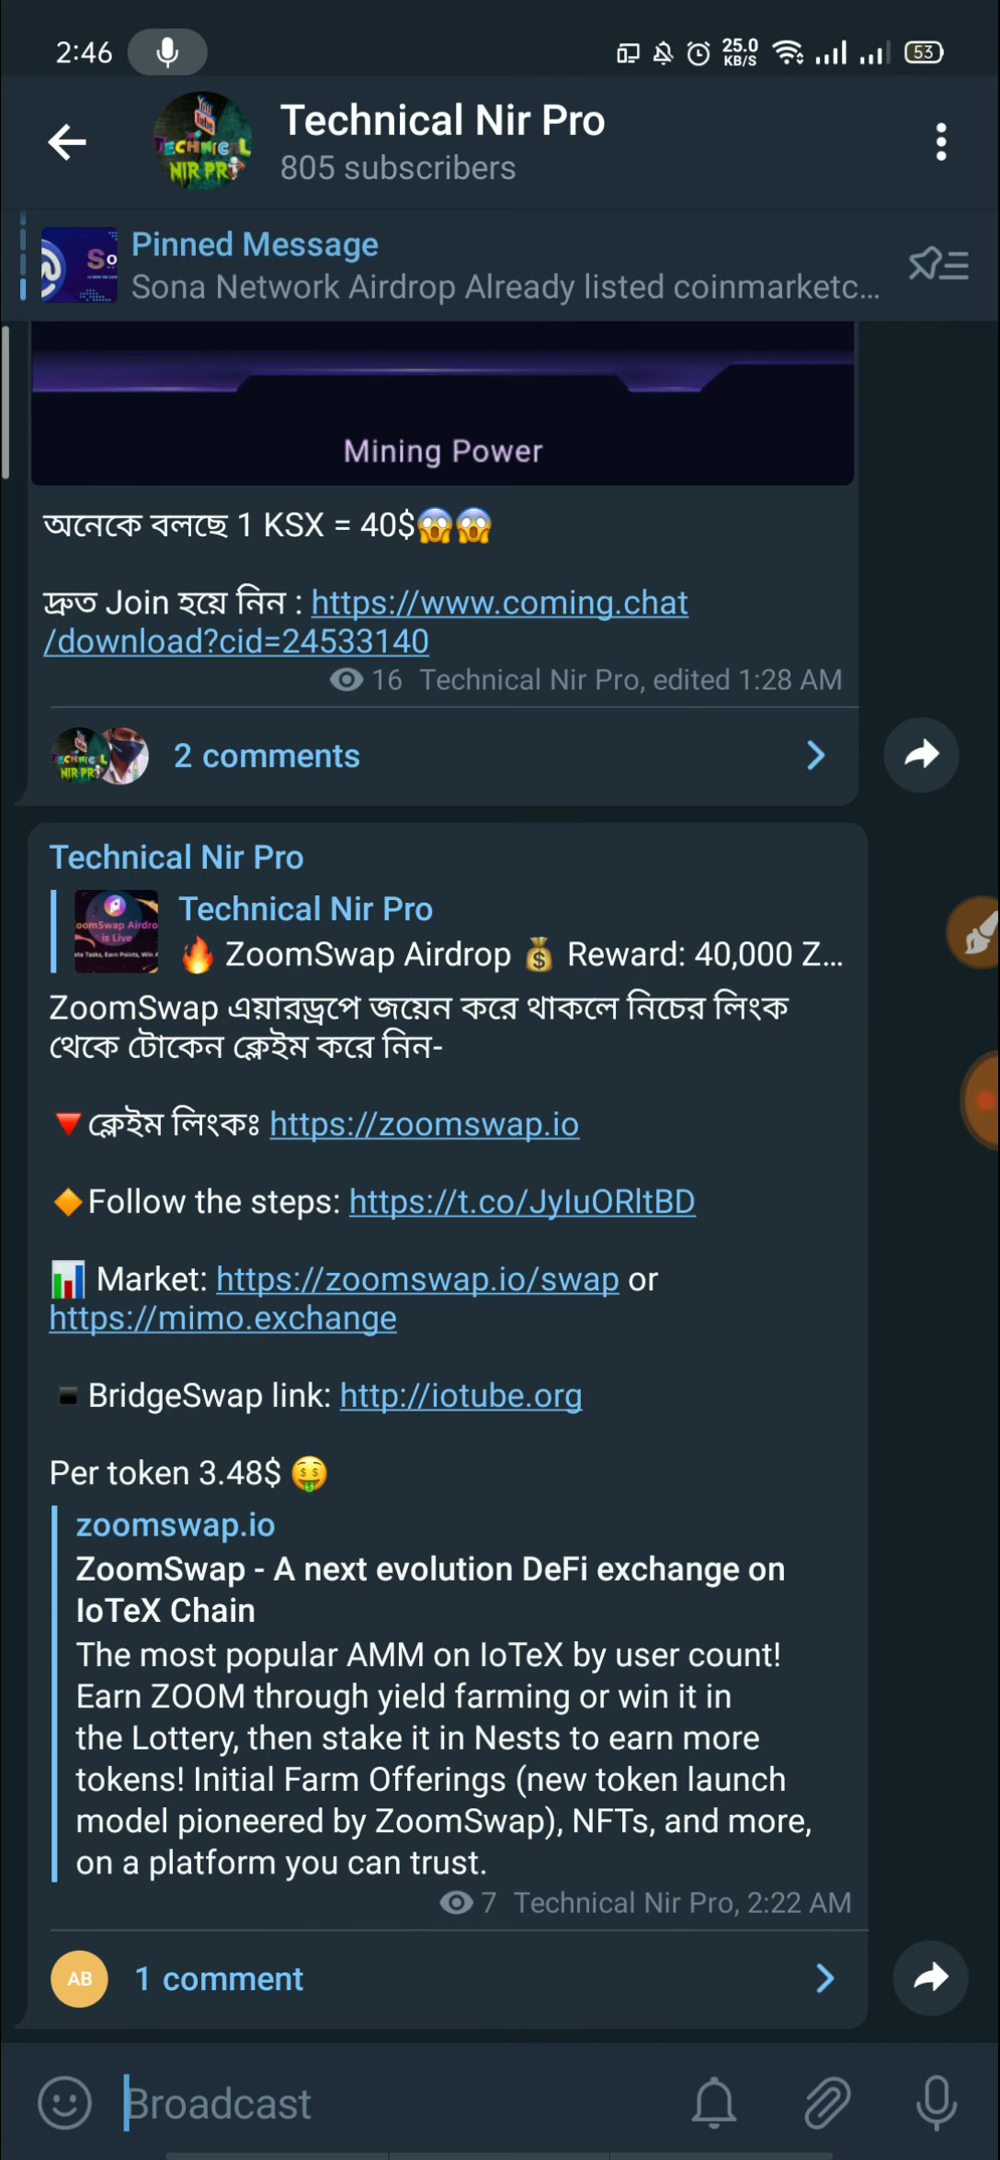 2:46
25.0
KB/S
53
Technical Nir Pro
805 subscribers
Pinned Message
Sona Network Airdrop Already listed coinmarketc...
So
Mining Power
অনেকে বলছে 1 KSX = 40$😱😱
দ্রুত Join হয়ে নিন : https://www.coming.chat
/download?cid=24533140
16 Technical Nir Pro, edited 1:28 AM
2 comments
Technical Nir Pro
Technical Nir Pro
🔥 ZoomSwap Airdrop 💰 Reward: 40,000 Z...
ZoomSwap এয়ারড্রপে জয়েন করে থাকলে নিচের লিংক
থেকে টোকেন ক্লেইম করে নিন-
🔻ক্লেইম লিংকঃ https://zoomswap.io
🔶Follow the steps: https://t.co/JyIuORltBD
📊 Market: https://zoomswap.io/swap or
https://mimo.exchange
▪️BridgeSwap link: http://iotube.org
Per token 3.48$ 🤑
zoomswap.io
ZoomSwap - A next evolution DeFi exchange on
IoTeX Chain
The most popular AMM on IoTeX by user count!
Earn ZOOM through yield farming or win it in
the Lottery, then stake it in Nests to earn more
tokens! Initial Farm Offerings (new token launch
model pioneered by ZoomSwap), NFTs, and more,
on a platform you can trust.
7 Technical Nir Pro, 2:22 AM
AB
1 comment
Broadcast